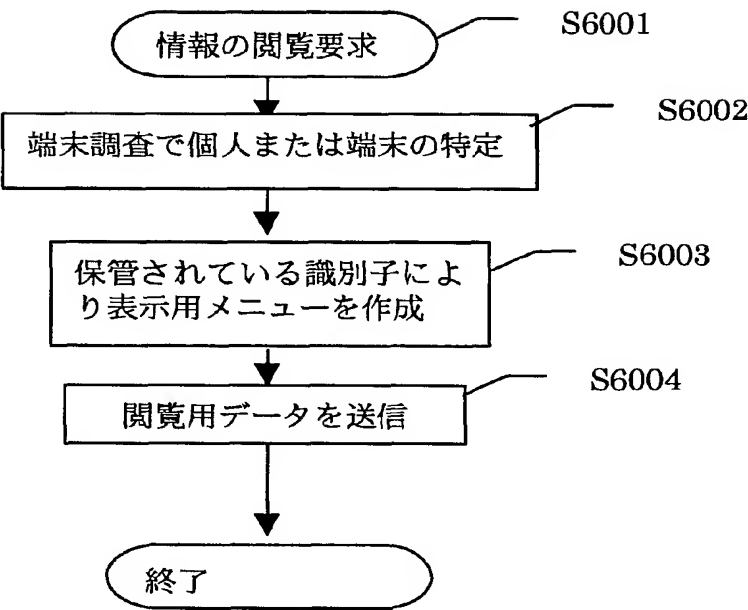 情報の閲覧要求
S6001
端末調査で個人または端末の特定
S6002
保管されている識別子によ
り表示用メニューを作成
S6003
閲覧用データを送信
S6004
終了